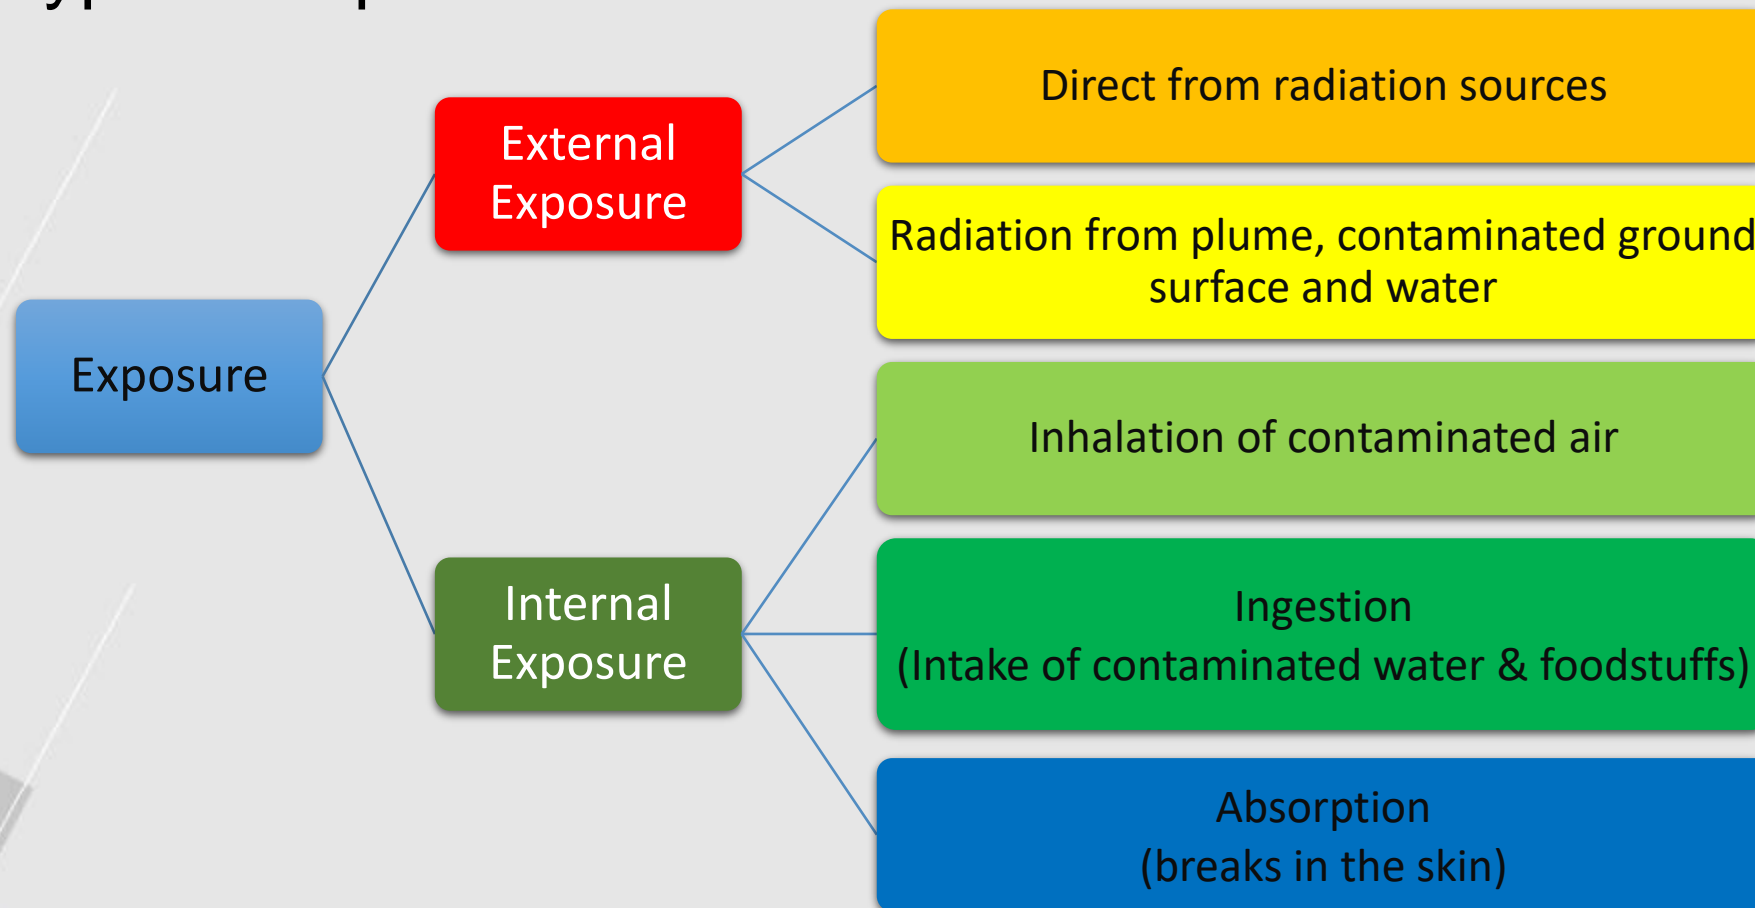 Exposure
External
Exposure
Internal
Exposure
Direct from radiation sources
Radiation from plume, contaminated ground
surface and water
Inhalation of contaminated air
Ingestion
(Intake of contaminated water & foodstuffs)
Absorption
(breaks in the skin)